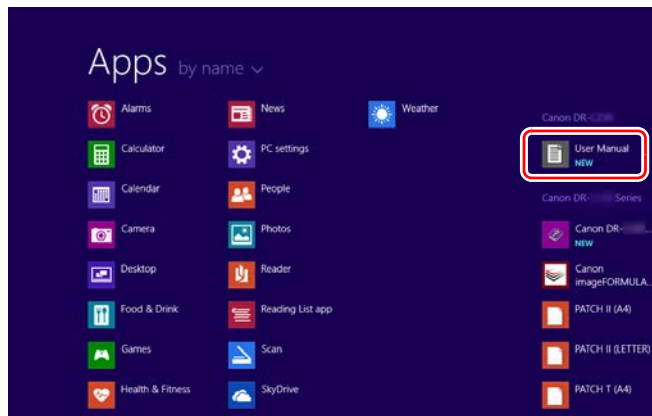 Apps by name
Alarms
Calculator
Calendar
Camera
Desktop
Food & Drink
Games
Health & Fitness
News
PC settings
People
Photos
Reader
Reading List app
Scan
SkyDrive
Weather
Canon DR-
User Manual
NEW
Canon DR- Series
Canon DR- ...
NEW
Canon
imageFORMULA...
PATCH II (A4)
PATCH II (LETTER)
PATCH T (A4)